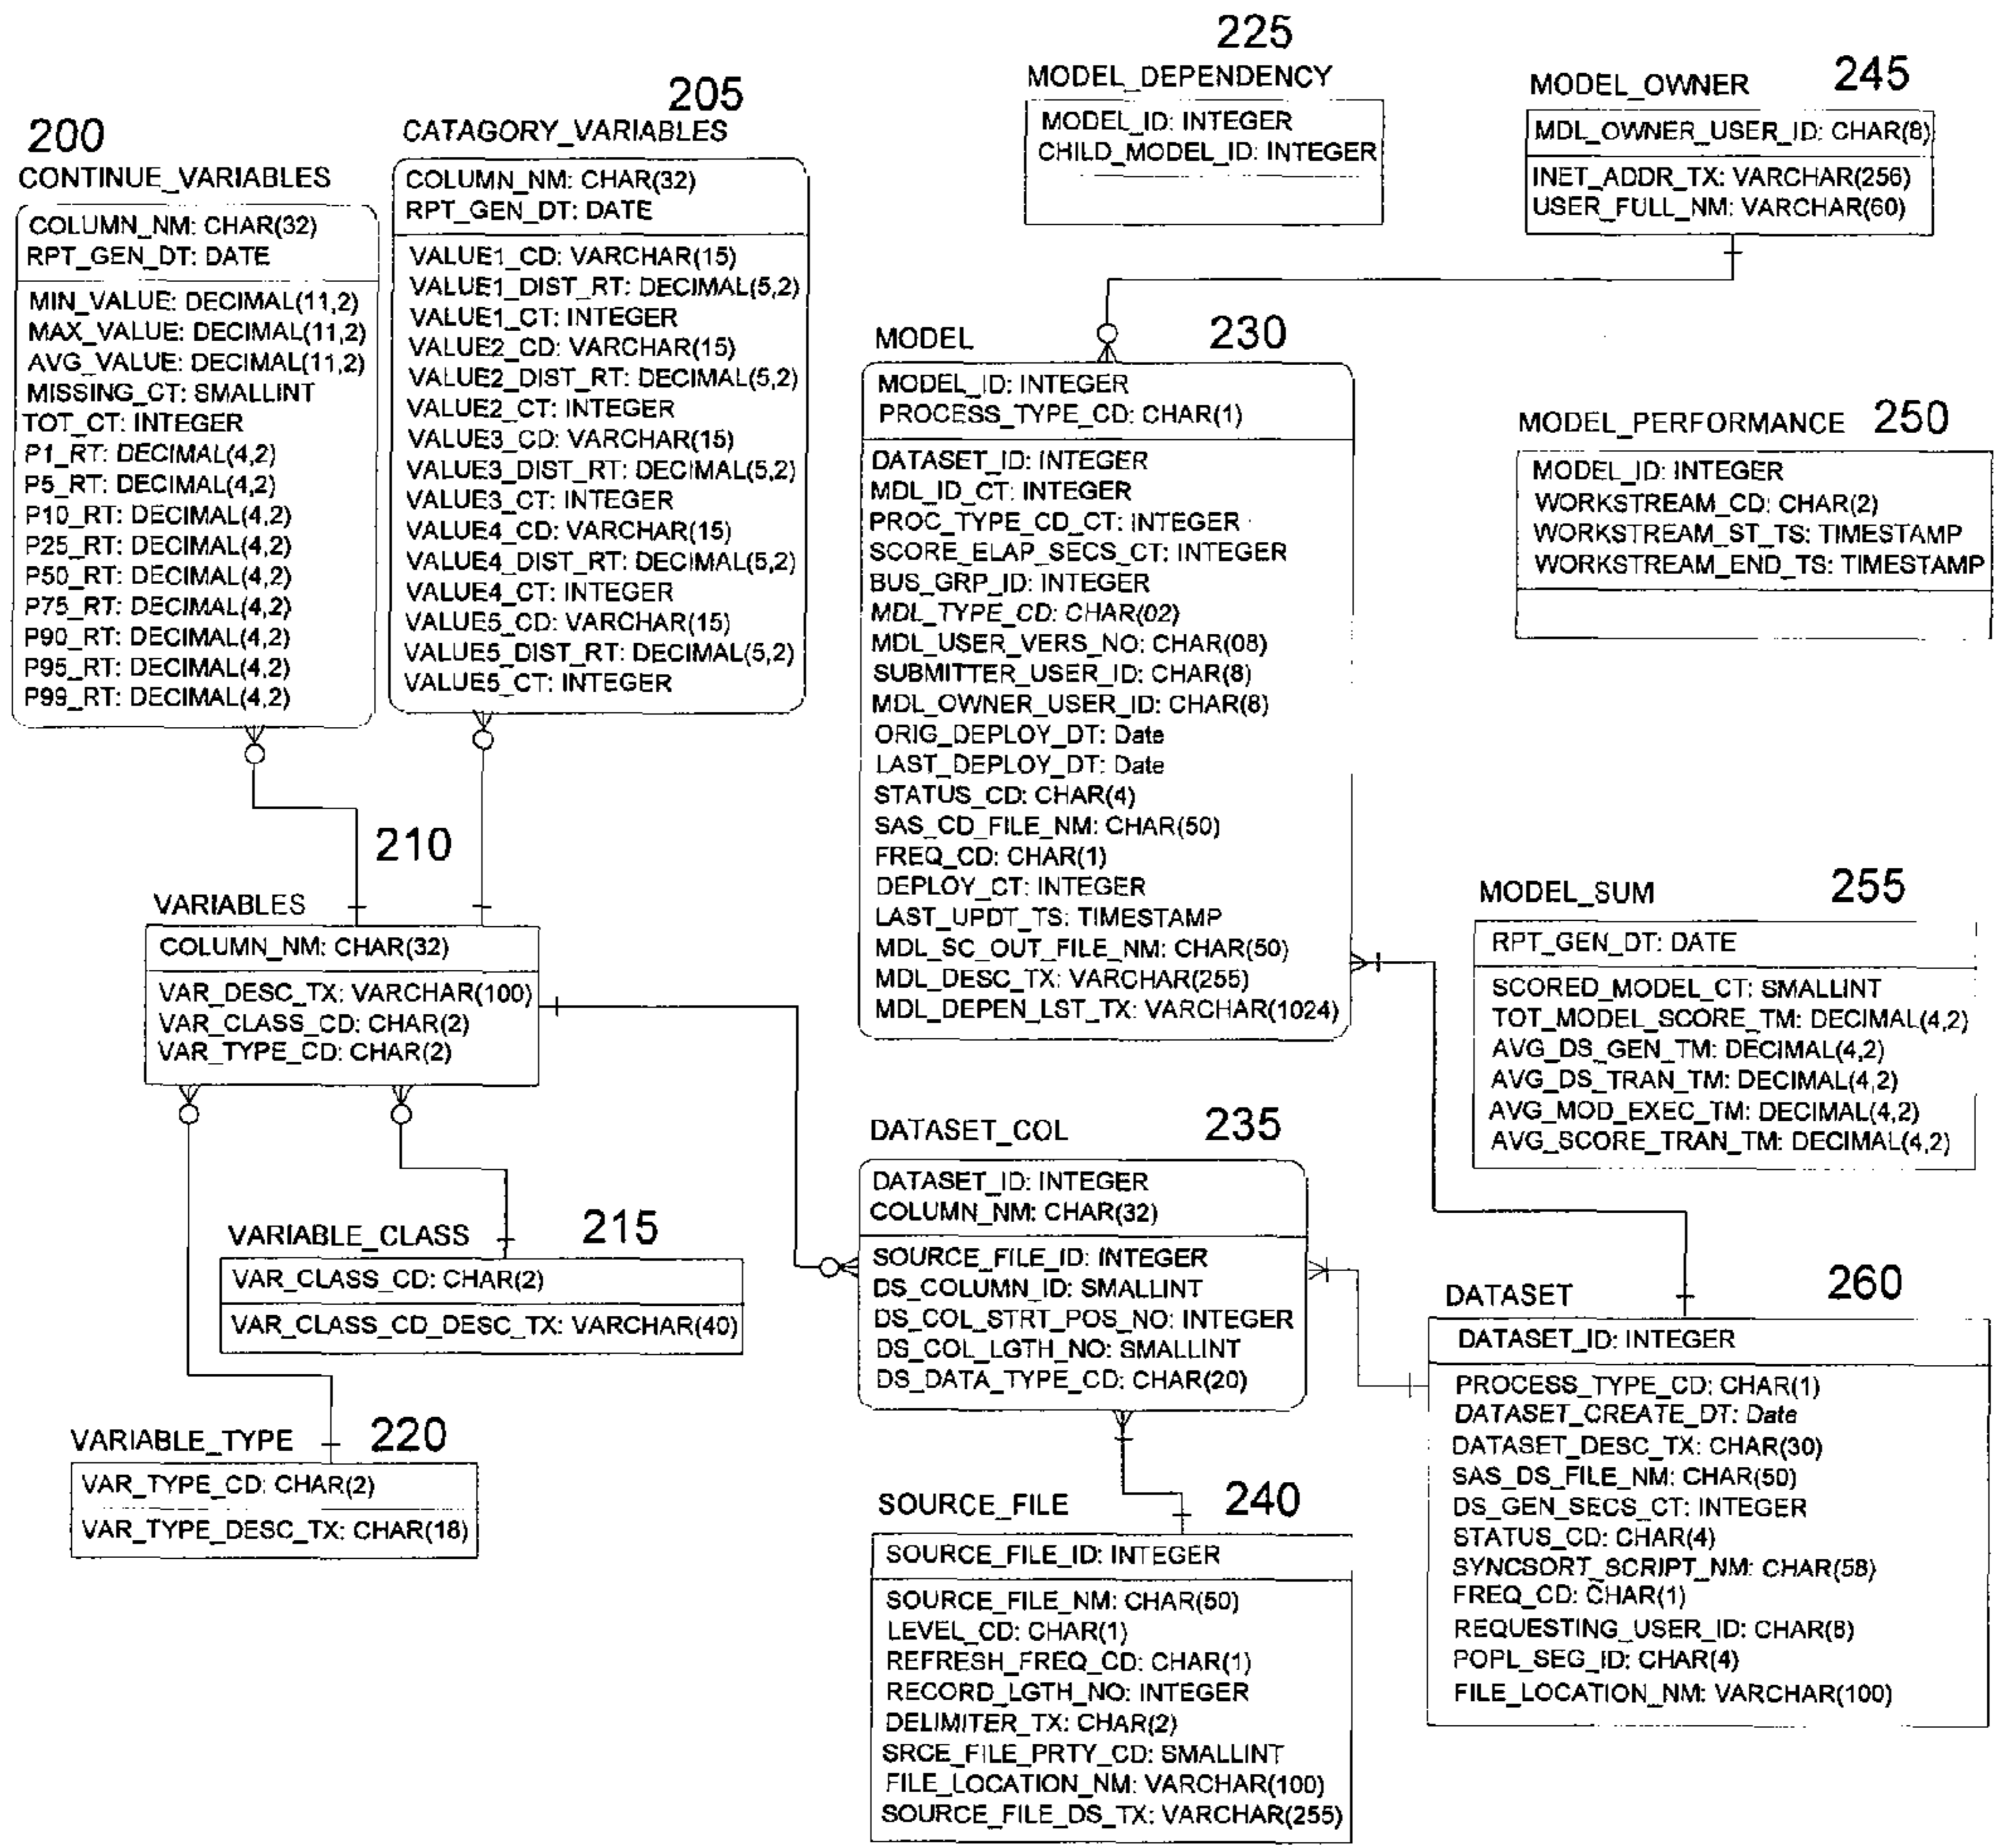 200
CONTINUE_VARIABLES
COLUMN_NM: CHAR(32)
RPT_GEN_DT: DATE
MIN_VALUE: DECIMAL(11,2)
MAX_VALUE: DECIMAL(11,2)
AVG_VALUE: DECIMAL(11,2)
MISSING_CT: SMALLINT
TOT_CT: INTEGER
P1_RT: DECIMAL(4,2)
P5_RT: DECIMAL(4,2)
P10_RT: DECIMAL(4,2)
P25_RT: DECIMAL(4,2)
P50_RT: DECIMAL(4,2)
P75_RT: DECIMAL(4,2)
P90_RT: DECIMAL(4,2)
P95_RT: DECIMAL(4,2)
P99_RT: DECIMAL(4,2)
205
CATAGORY_VARIABLES
COLUMN_NM: CHAR(32)
RPT_GEN_DT: DATE
VALUE1_CD: VARCHAR(15)
VALUE1_DIST_RT: DECIMAL(5,2)
VALUE1_CT: INTEGER
VALUE2_CD: VARCHAR(15)
VALUE2_DIST_RT: DECIMAL(5,2)
VALUE2_CT: INTEGER
VALUE3_CD: VARCHAR(15)
VALUE3_DIST_RT: DECIMAL(5,2)
VALUE3_CT: INTEGER
VALUE4_CD: VARCHAR(15)
VALUE4_DIST_RT: DECIMAL(5,2)
VALUE4_CT: INTEGER
VALUE5_CD: VARCHAR(15)
VALUE5_DIST_RT: DECIMAL(5,2)
VALUE5_CT: INTEGER
210
VARIABLES
COLUMN_NM: CHAR(32)
VAR_DESC_TX: VARCHAR(100)
VAR_CLASS_CD: CHAR(2)
VAR_TYPE_CD: CHAR(2)
VARIABLE_CLASS 215
VAR_CLASS_CD: CHAR(2)
VAR_CLASS_CD_DESC_TX: VARCHAR(40)
VARIABLE_TYPE 220
VAR_TYPE_CD: CHAR(2)
VAR_TYPE_DESC_TX: CHAR(18)
225
MODEL_DEPENDENCY
MODEL_ID: INTEGER
CHILD_MODEL_ID: INTEGER
MODEL 230
MODEL_ID: INTEGER
PROCESS_TYPE_CD: CHAR(1)
DATASET_ID: INTEGER
MDL_ID_CT: INTEGER
PROC_TYPE_CD_CT: INTEGER
SCORE_ELAP_SECS_CT: INTEGER
BUS_GRP_ID: INTEGER
MDL_TYPE_CD: CHAR(02)
MDL_USER_VERS_NO: CHAR(08)
SUBMITTER_USER_ID: CHAR(8)
MDL_OWNER_USER_ID: CHAR(8)
ORIG_DEPLOY_DT: Date
LAST_DEPLOY_DT: Date
STATUS_CD: CHAR(4)
SAS_CD_FILE_NM: CHAR(50)
FREQ_CD: CHAR(1)
DEPLOY_CT: INTEGER
LAST_UPDT_TS: TIMESTAMP
MDL_SC_OUT_FILE_NM: CHAR(50)
MDL_DESC_TX: VARCHAR(255)
MDL_DEPEN_LST_TX: VARCHAR(1024)
DATASET_COL 235
DATASET_ID: INTEGER
COLUMN_NM: CHAR(32)
SOURCE_FILE_ID: INTEGER
DS_COLUMN_ID: SMALLINT
DS_COL_STRT_POS_NO: INTEGER
DS_COL_LGTH_NO: SMALLINT
DS_DATA_TYPE_CD: CHAR(20)
SOURCE_FILE 240
SOURCE_FILE_ID: INTEGER
SOURCE_FILE_NM: CHAR(50)
LEVEL_CD: CHAR(1)
REFRESH_FREQ_CD: CHAR(1)
RECORD_LGTH_NO: INTEGER
DELIMITER_TX: CHAR(2)
SRCE_FILE_PRTY_CD: SMALLINT
FILE_LOCATION_NM: VARCHAR(100)
SOURCE_FILE_DS_TX: VARCHAR(255)
MODEL_OWNER 245
MDL_OWNER_USER_ID: CHAR(8)
INET_ADDR_TX: VARCHAR(256)
USER_FULL_NM: VARCHAR(60)
MODEL_PERFORMANCE 250
MODEL_ID: INTEGER
WORKSTREAM_CD: CHAR(2)
WORKSTREAM_ST_TS: TIMESTAMP
WORKSTREAM_END_TS: TIMESTAMP
MODEL_SUM 255
RPT_GEN_DT: DATE
SCORED_MODEL_CT: SMALLINT
TOT_MODEL_SCORE_TM: DECIMAL(4,2)
AVG_DS_GEN_TM: DECIMAL(4,2)
AVG_DS_TRAN_TM: DECIMAL(4,2)
AVG_MOD_EXEC_TM: DECIMAL(4,2)
AVG_SCORE_TRAN_TM: DECIMAL(4,2)
DATASET 260
DATASET_ID: INTEGER
PROCESS_TYPE_CD: CHAR(1)
DATASET_CREATE_DT: Date
DATASET_DESC_TX: CHAR(30)
SAS_DS_FILE_NM: CHAR(50)
DS_GEN_SECS_CT: INTEGER
STATUS_CD: CHAR(4)
SYNCSORT_SCRIPT_NM: CHAR(58)
FREQ_CD: CHAR(1)
REQUESTING_USER_ID: CHAR(8)
POPL_SEG_ID: CHAR(4)
FILE_LOCATION_NM: VARCHAR(100)